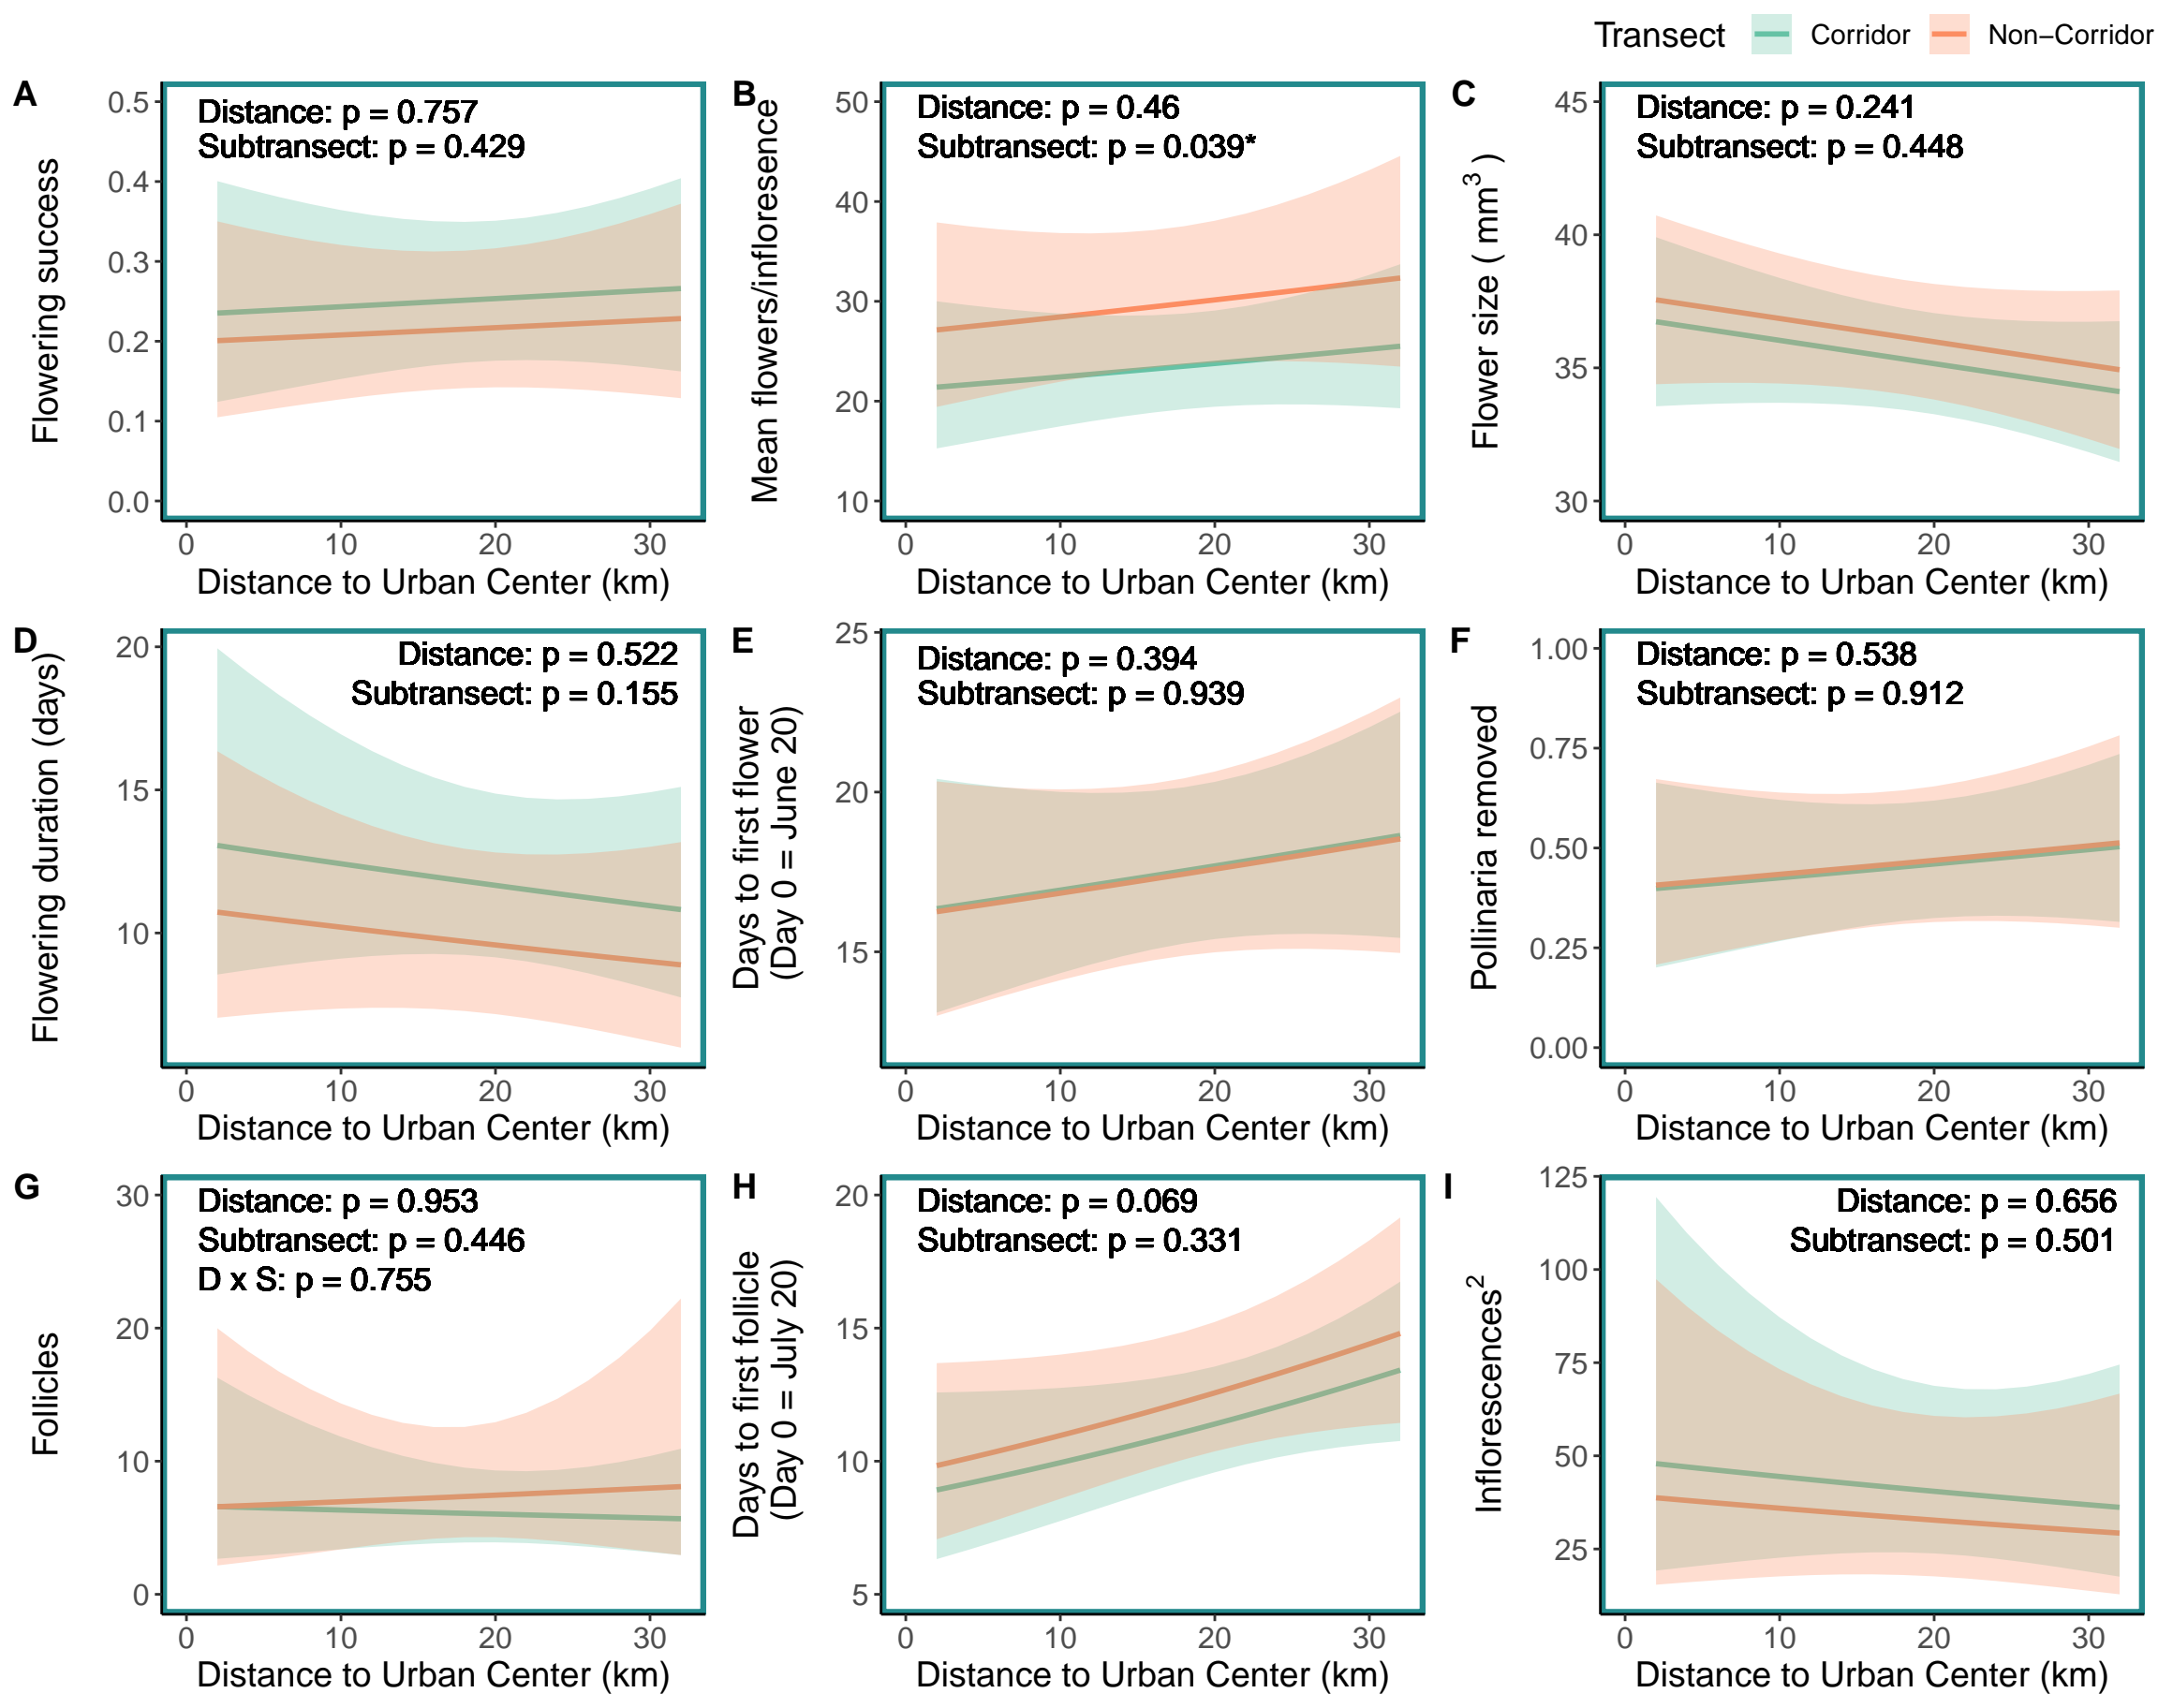 Transect Corridor Non-Corridor
A
Flowering success
0.5
0.4
0.3
0.2
0.1
0.0
Distance: p = 0.757
Subtransect: p = 0.429
0 10 20 30
Distance to Urban Center (km)
B
Mean flowers/infloresence
50
40
30
20
10
Distance: p = 0.46
Subtransect: p = 0.039*
0 10 20 30
Distance to Urban Center (km)
C
Flower size ( mm³ )
45
40
35
30
Distance: p = 0.241
Subtransect: p = 0.448
0 10 20 30
Distance to Urban Center (km)
D
Flowering duration (days)
20
15
10
Distance: p = 0.522
Subtransect: p = 0.155
0 10 20 30
Distance to Urban Center (km)
E
Days to first flower
(Day 0 = June 20)
25
20
15
Distance: p = 0.394
Subtransect: p = 0.939
0 10 20 30
Distance to Urban Center (km)
F
Pollinaria removed
1.00
0.75
0.50
0.25
0.00
Distance: p = 0.538
Subtransect: p = 0.912
0 10 20 30
Distance to Urban Center (km)
G
Follicles
30
20
10
0
Distance: p = 0.953
Subtransect: p = 0.446
D x S: p = 0.755
0 10 20 30
Distance to Urban Center (km)
H
Days to first follicle
(Day 0 = July 20)
20
15
10
5
Distance: p = 0.069
Subtransect: p = 0.331
0 10 20 30
Distance to Urban Center (km)
I
Inflorescences²
125
100
75
50
25
Distance: p = 0.656
Subtransect: p = 0.501
0 10 20 30
Distance to Urban Center (km)